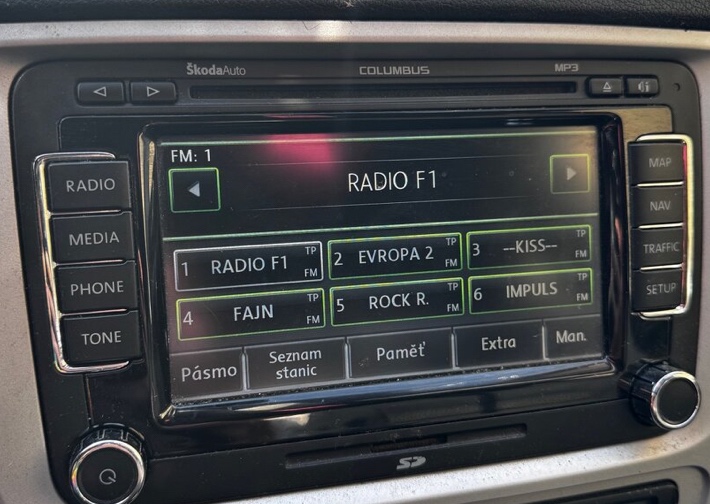 ŠkodaAuto COLUMBUS MP3
FM: 1
RADIO F1
RADIO
MEDIA
PHONE
TONE
1 RADIO F1 TP FM
2 EVROPA 2 TP FM
3 --KISS-- TP FM
4 FAJN TP FM
5 ROCK R. TP FM
6 IMPULS TP FM
Pásmo
Seznam
stanic
Paměť
Extra
Man.
MAP
NAV
TRAFFIC
SETUP
SD